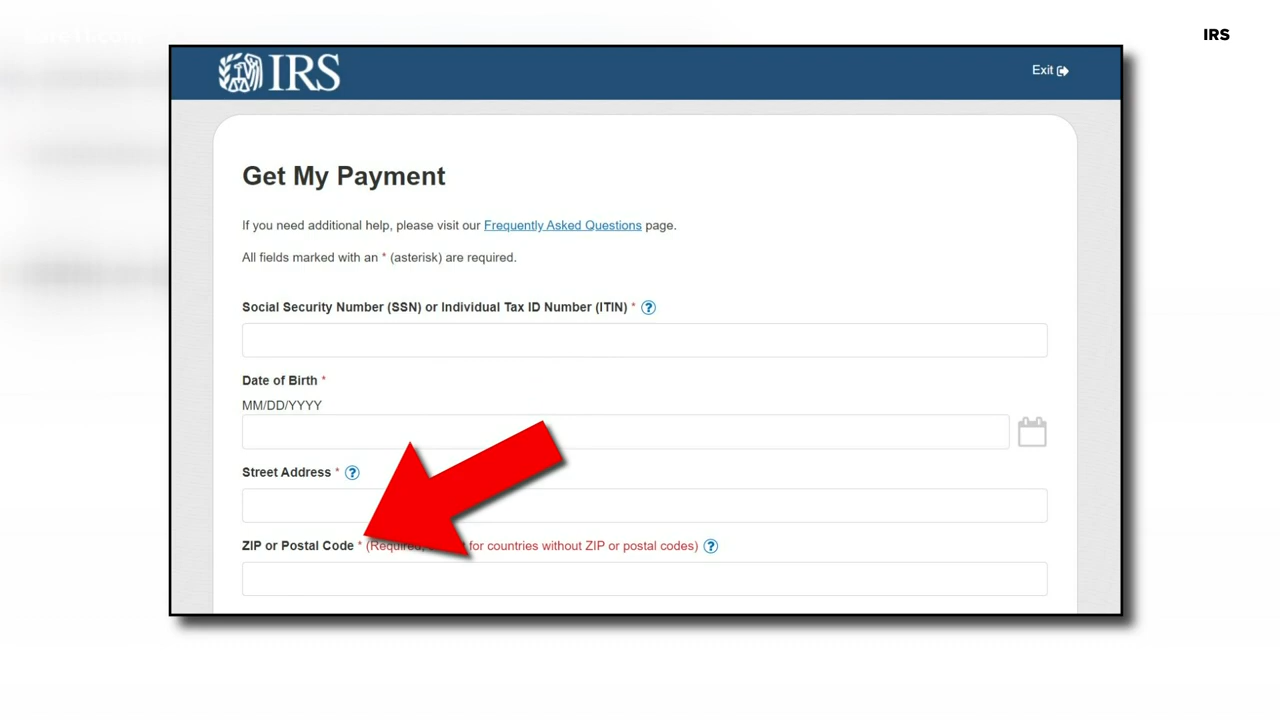 IRS
IRS
Exit
Get My Payment
If you need additional help, please visit our Frequently Asked Questions page.
All fields marked with an * (asterisk) are required.
Social Security Number (SSN) or Individual Tax ID Number (ITIN) * ?
Date of Birth *
MM/DD/YYYY
Street Address * ?
ZIP or Postal Code * (Required, for countries without ZIP or postal codes) ?